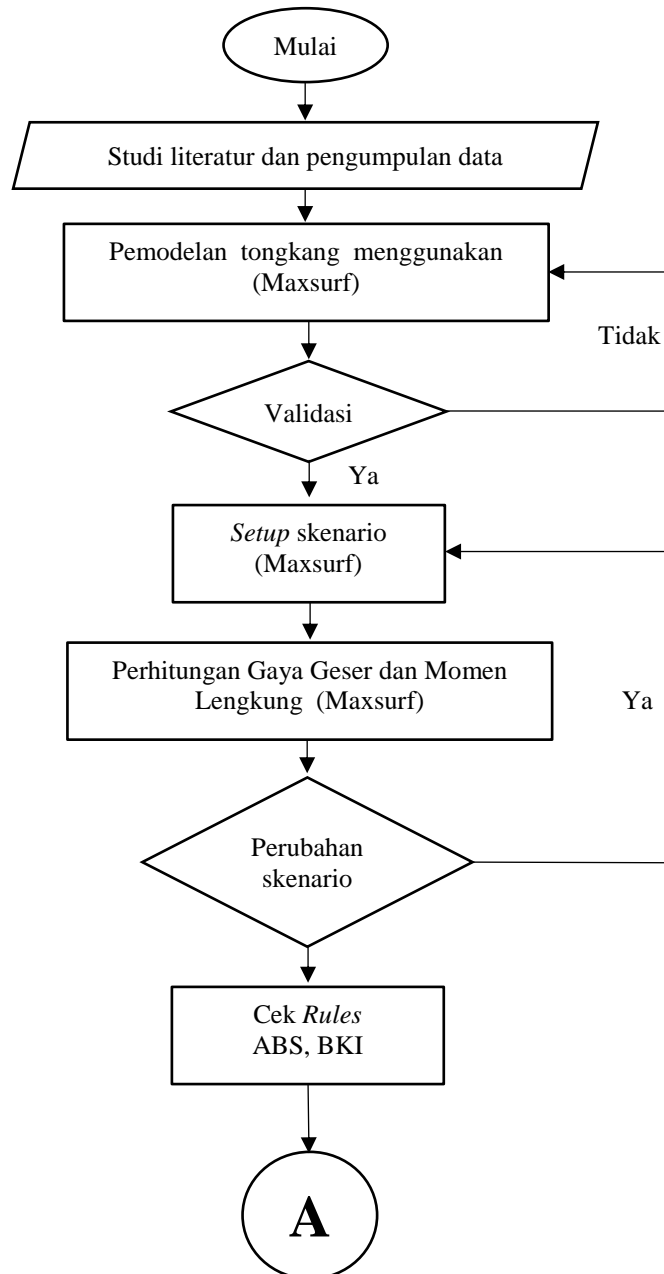 Mulai
Studi literatur dan pengumpulan data
Pemodelan tongkang menggunakan
(Maxsurf)
Tidak
Validasi
Ya
Setup skenario
(Maxsurf)
Perhitungan Gaya Geser dan Momen
Lengkung (Maxsurf)
Ya
Perubahan
skenario
Cek Rules
ABS, BKI
A